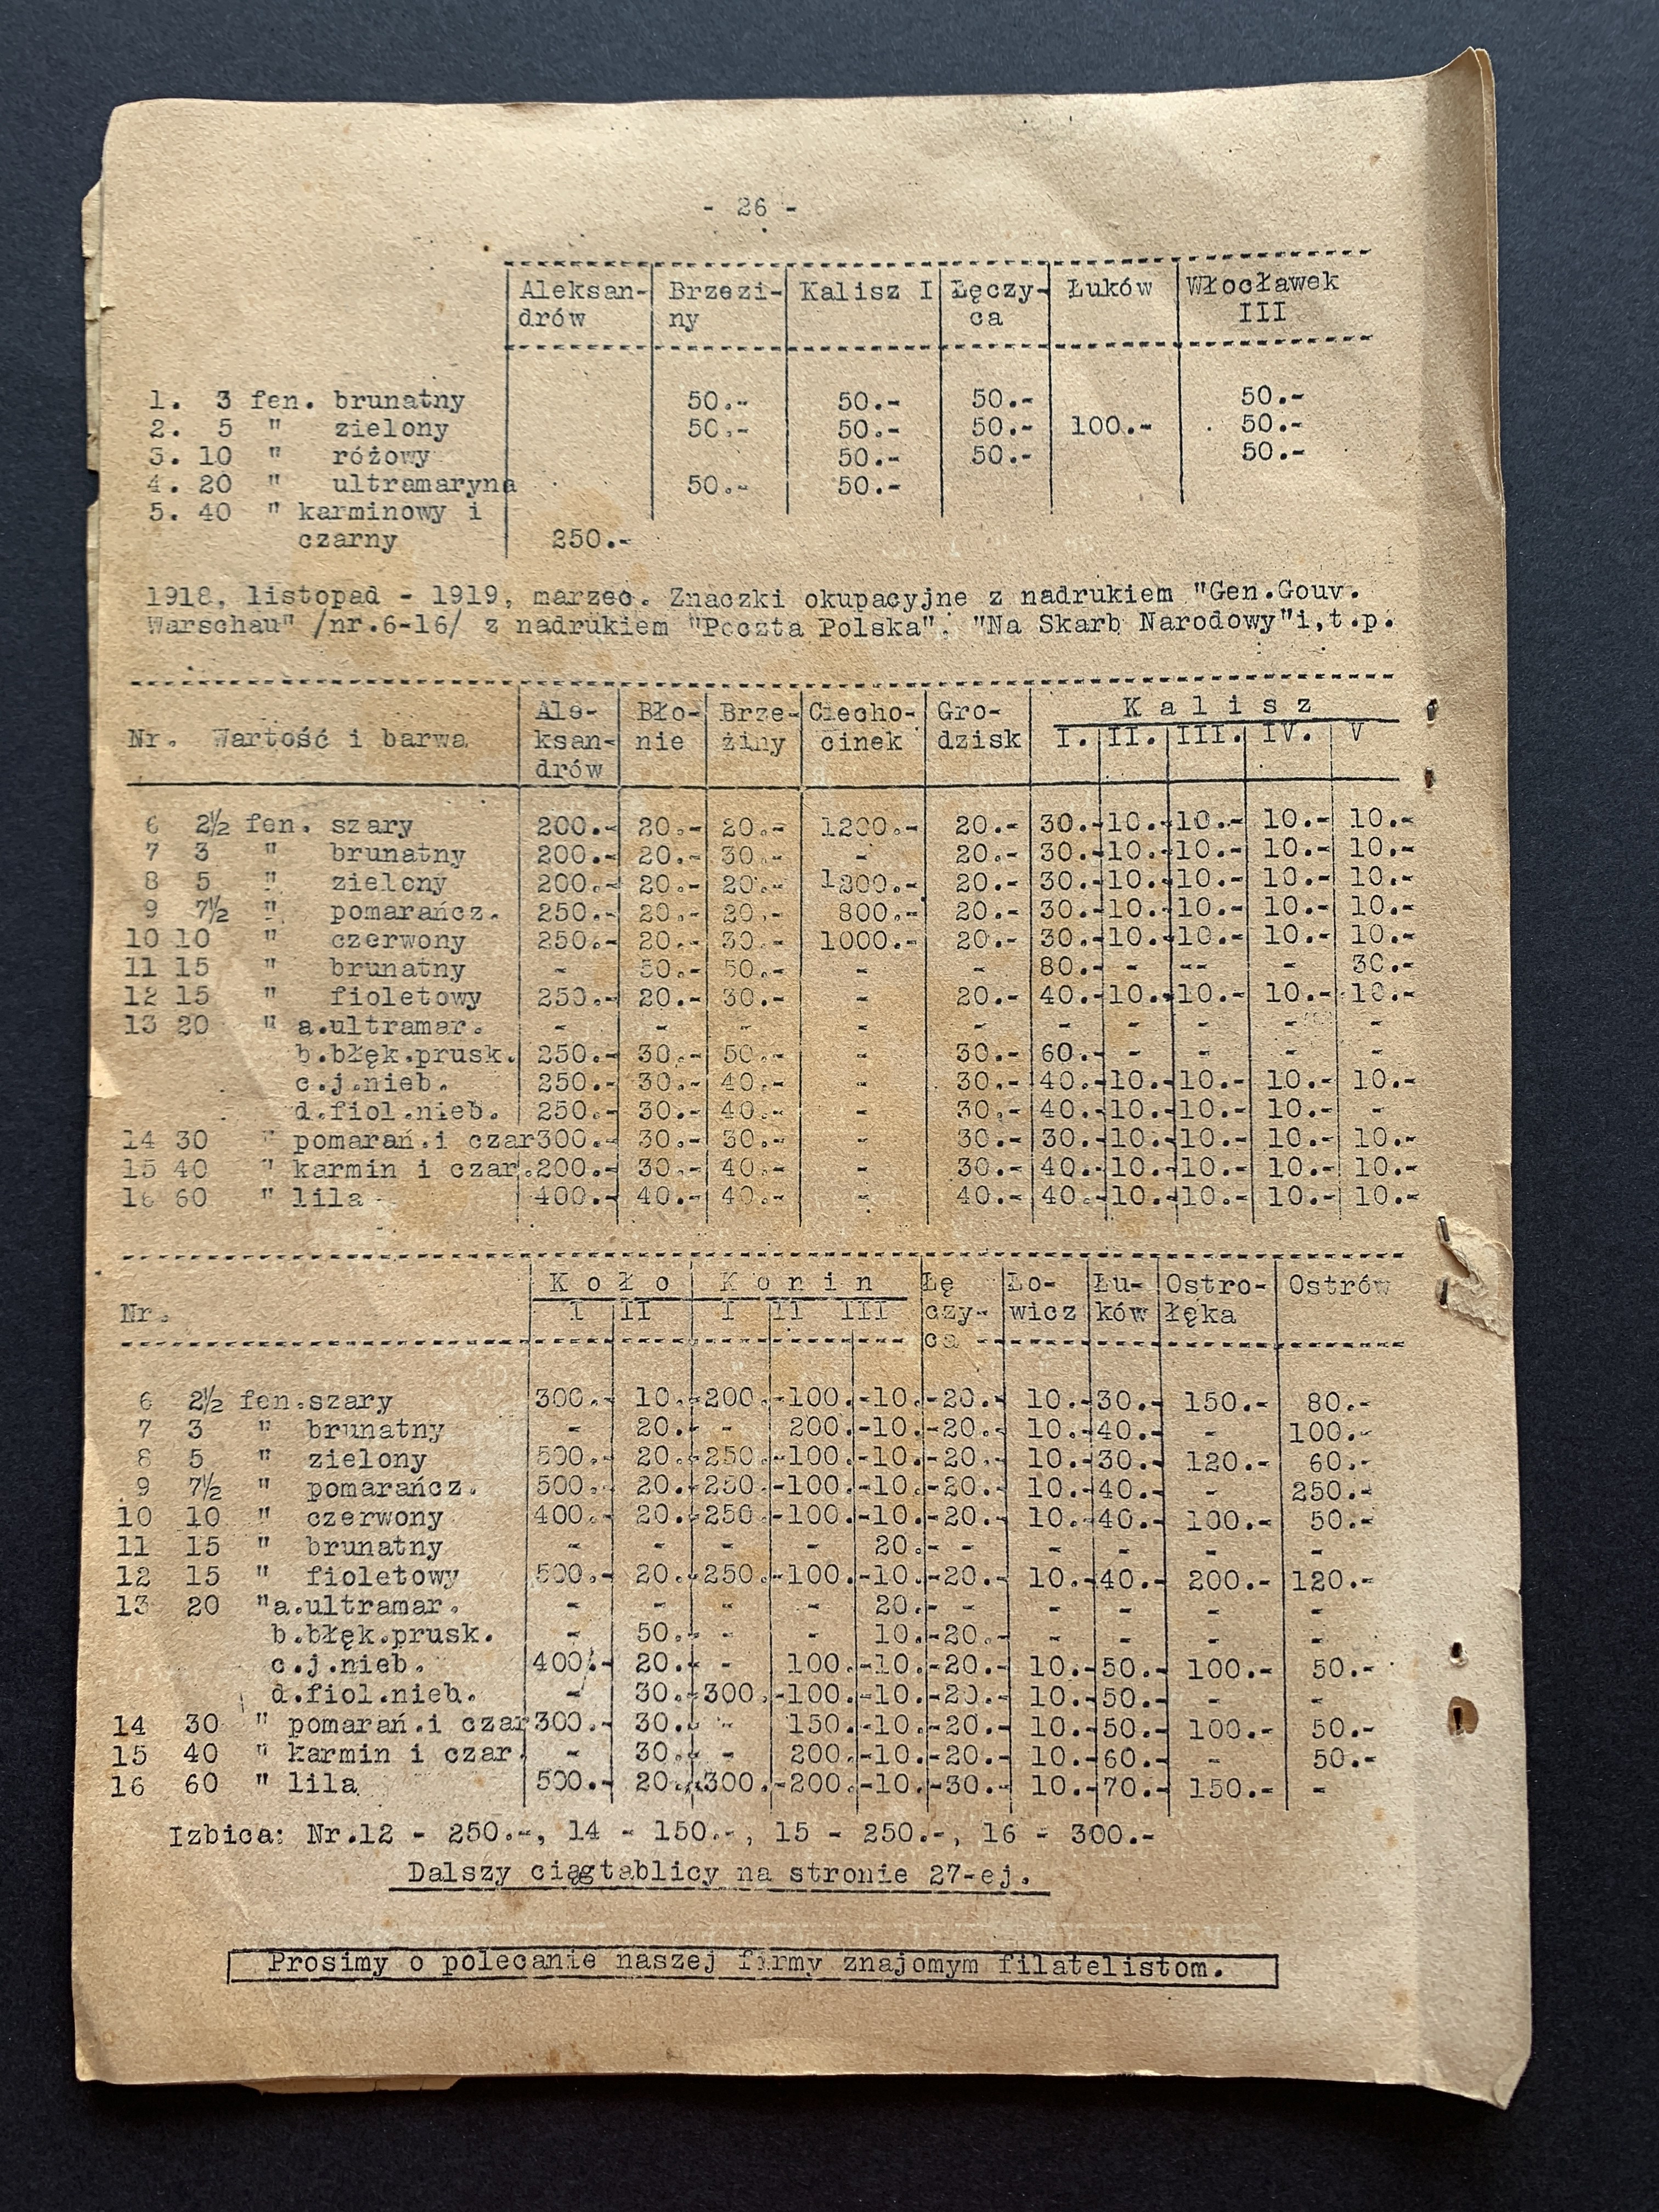 - 26 -
Aleksan- Brzezi- Kalisz I Łęczy- Łuków Włocławek
drów ny ca III
1. 3 fen. brunatny 50.- 50.- 50.- 50.-
2. 5 " zielony 50.- 50.- 50.- 100.- 50.-
3. 10 " różowy 50.- 50.- 50.-
4. 20 " ultramaryna 50.- 50.-
5. 40 " karminowy i
czarny 250.-
1918, listopad - 1919, marzec. Znaczki okupacyjne z nadrukiem "Gen.Gouv.
Warschau" /nr.6-16/ z nadrukiem "Poczta Polska". "Na Skarb Narodowy"i,t.p.
Ale- Bło- Brze- Ciecho- Gro- K a l i s z
Nr. Wartość i barwa ksan- nie ziny cinek dzisk I. II. III. IV. V
drów
6 2½ fen. szary 200.- 20.- 20.- 1200.- 20.- 30.- 10.- 10.- 10.- 10.-
7 3 " brunatny 200.- 20.- 30.- - 20.- 30.- 10.- 10.- 10.- 10.-
8 5 " zielony 200.- 20.- 20.- 1200.- 20.- 30.- 10.- 10.- 10.- 10.-
9 7½ " pomarańcz. 250.- 20.- 20.- 800.- 20.- 30.- 10.- 10.- 10.- 10.-
10 10 " czerwony 250.- 20.- 30.- 1000.- 20.- 30.- 10.- 10.- 10.- 10.-
11 15 " brunatny - 50.- 50.- - - 80.- - -- - 30.-
12 15 " fioletowy 250.- 20.- 30.- - 20.- 40.- 10.- 10.- 10.- 10.-
13 20 " a.ultramar. - - - - - - - - - -
b.błęk.prusk. 250.- 30.- 50.- - 30.- 60.- - - - -
c.j.nieb. 250.- 30.- 40.- - 30.- 40.- 10.- 10.- 10.- 10.-
d.fiol.nieb. 250.- 30.- 40.- - 30.- 40.- 10.- 10.- 10.- -
14 30 " pomarań.i czar 300.- 30.- 30.- - 30.- 30.- 10.- 10.- 10.- 10.-
15 40 " karmin i czar. 200.- 30.- 40.- - 30.- 40.- 10.- 10.- 10.- 10.-
16 60 " lila 400.- 40.- 40.- - 40.- 40.- 10.- 10.- 10.- 10.-
K o ł o K o n i n Łę Ło- Łu- Ostro- Ostrów
Nr. I II I II III czy- wicz ków łęka
ca
6 2½ fen.szary 300.- 10.- 200.- 100.- 10.- 20.- 10.- 30.- 150.- 80.-
7 3 " brunatny - 20.- - 200.- 10.- 20.- 10.- 40.- - 100.-
8 5 " zielony 500.- 20.- 250.- 100.- 10.- 20.- 10.- 30.- 120.- 60.-
9 7½ " pomarańcz. 500.- 20.- 250.- 100.- 10.- 20.- 10.- 40.- - 250.-
10 10 " czerwony 400.- 20.- 250.- 100.- 10.- 20.- 10.- 40.- 100.- 50.-
11 15 " brunatny - - - - 20.- - - - - -
12 15 " fioletowy 500.- 20.- 250.- 100.- 10.- 20.- 10.- 40.- 200.- 120.-
13 20 "a.ultramar. - - - - 20.- - - - - -
b.błęk.prusk. - 50.- - - 10.- 20.- - - - -
c.j.nieb. 400.- 20.- - 100.- 10.- 20.- 10.- 50.- 100.- 50.-
d.fiol.nieb. - 30.- 300.- 100.- 10.- 20.- 10.- 50.- - -
14 30 " pomarań.i czar 300.- 30.- - 150.- 10.- 20.- 10.- 50.- 100.- 50.-
15 40 " karmin i czar. - 30.- - 200.- 10.- 20.- 10.- 60.- - 50.-
16 60 " lila 500.- 20.- 300.- 200.- 10.- 30.- 10.- 70.- 150.- -
Izbica: Nr.12 - 250.-, 14 - 150.-, 15 - 250.-, 16 - 300.-
Dalszy ciągtablicy na stronie 27-ej.
Prosimy o polecanie naszej firmy znajomym filatelistom.